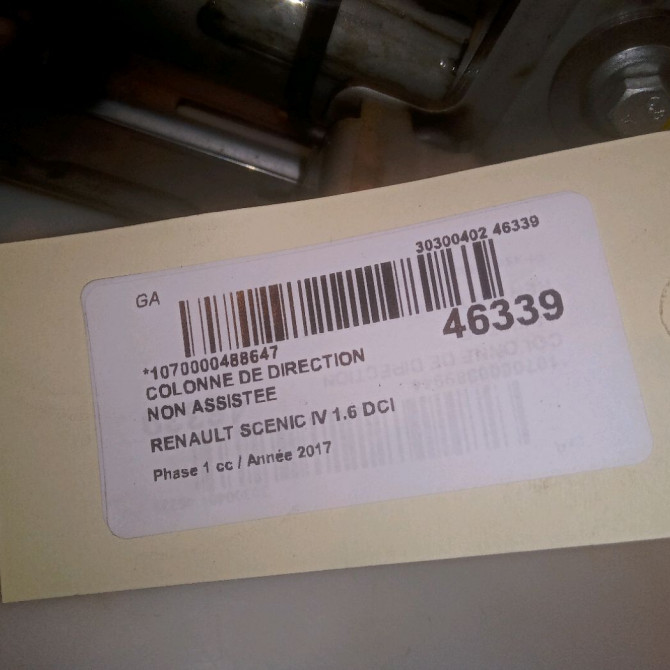 30300402 46339
GA
46339
*1070000488647
COLONNE DE DIRECTION
NON ASSISTEE
RENAULT SCENIC IV 1.6 DCI
Phase 1 cc / Année 2017